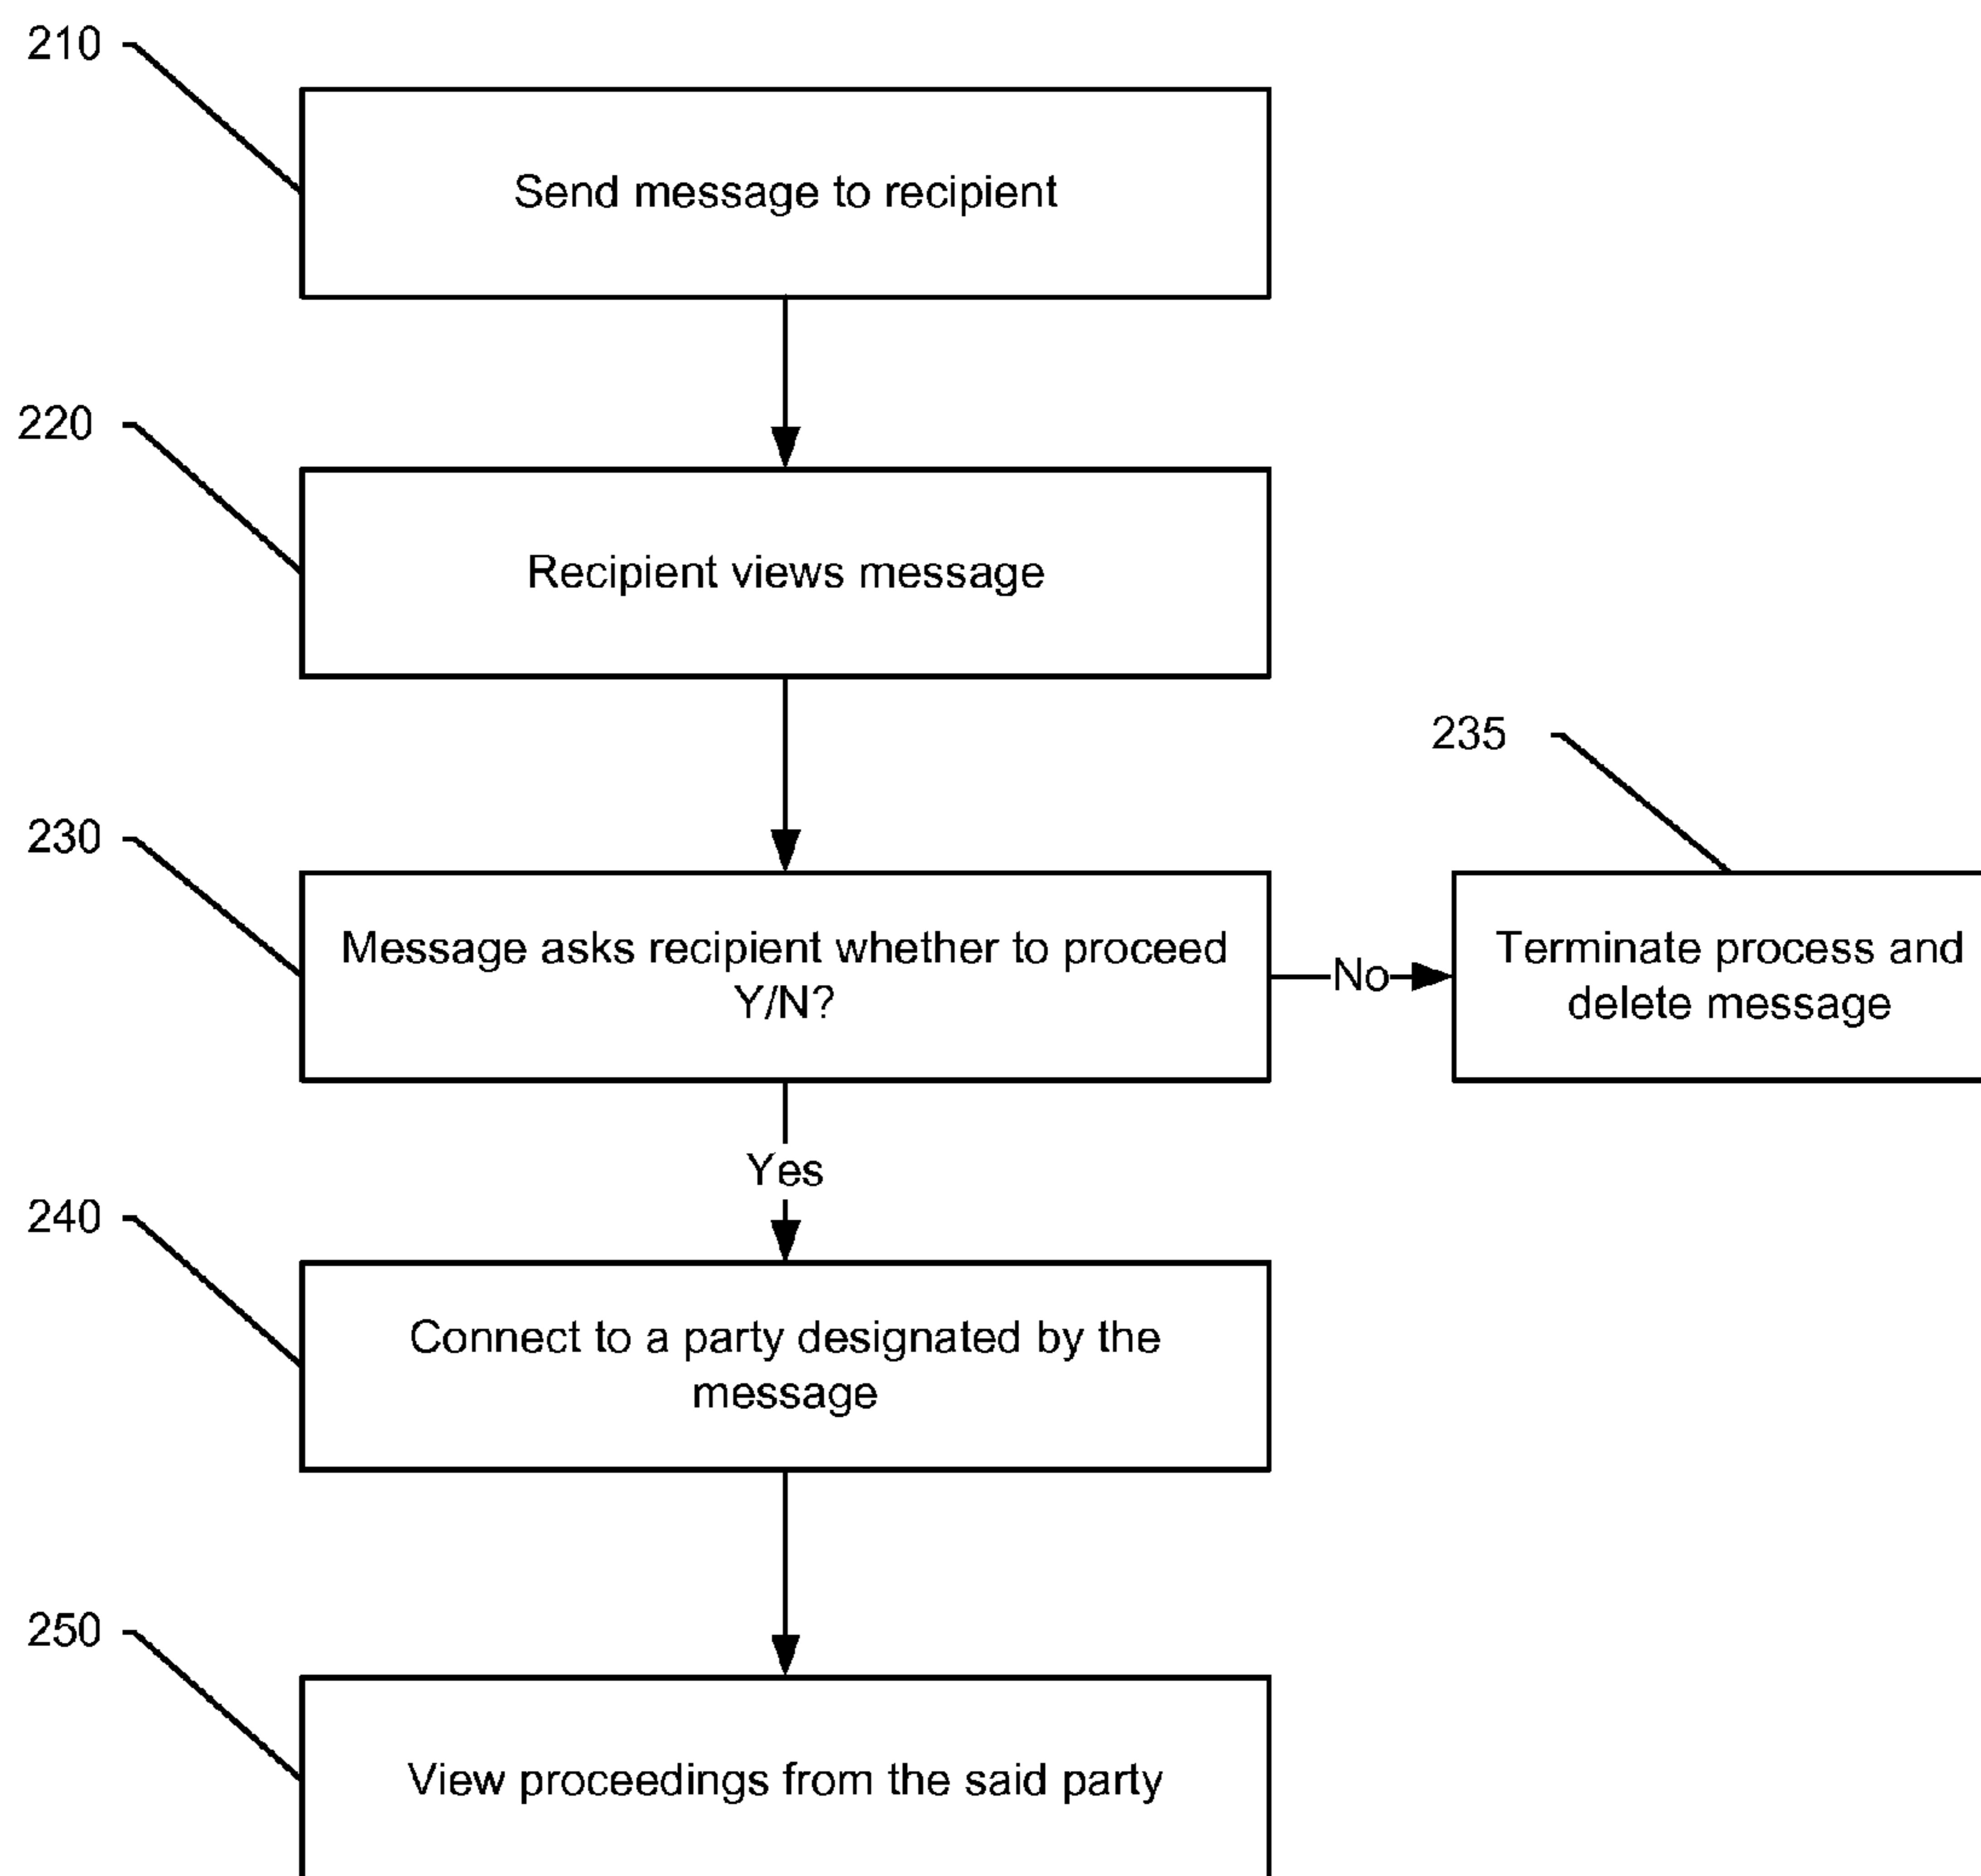 210
Send message to recipient
220
Recipient views message
235
230
Message asks recipient whether to proceed
Y/N?
No
Terminate process and
delete message
Yes
240
Connect to a party designated by the
message
250
View proceedings from the said party